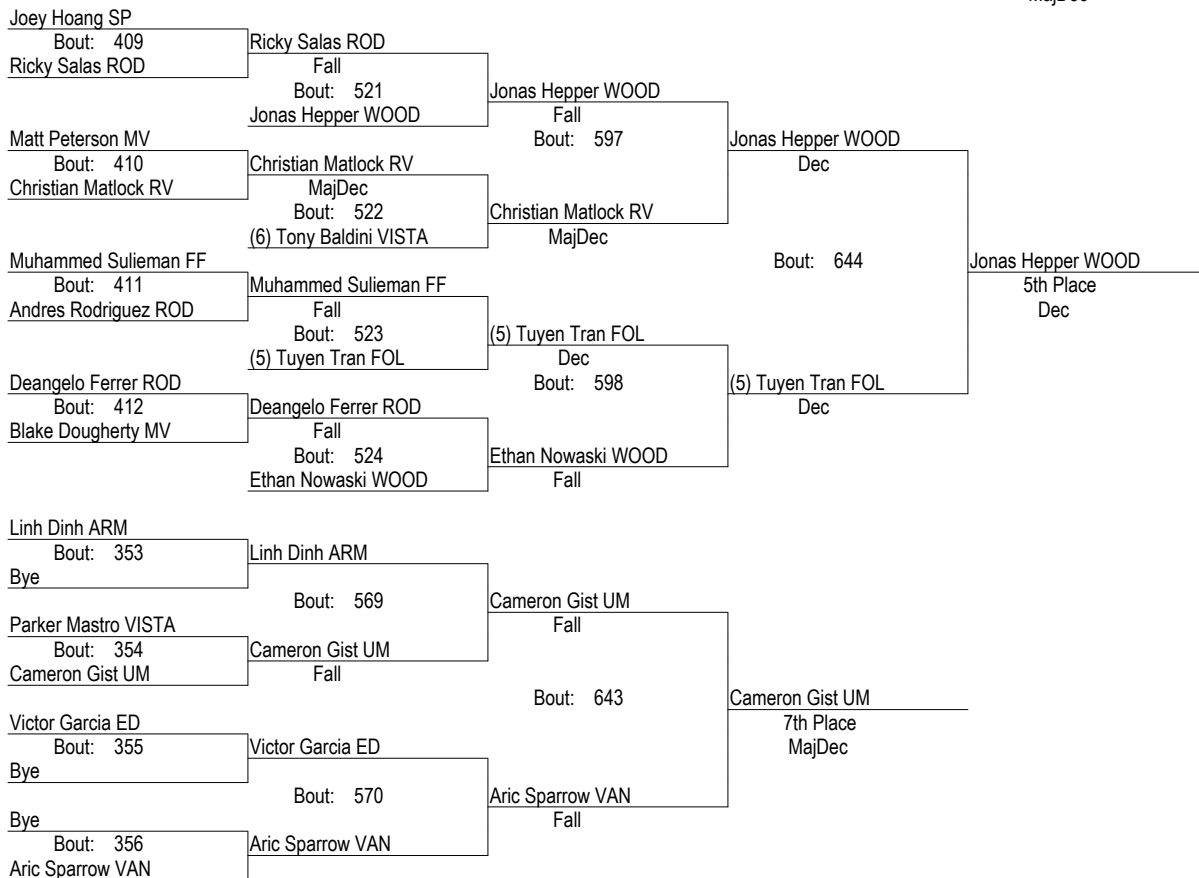 Joey Hoang SP
Bout: 409
Ricky Salas ROD
Ricky Salas ROD
Fall
Bout: 521
Jonas Hepper WOOD
Jonas Hepper WOOD
Fall
Bout: 597
Matt Peterson MV
Bout: 410
Christian Matlock RV
Christian Matlock RV
MajDec
Bout: 522
(6) Tony Baldini VISTA
Christian Matlock RV
MajDec
Jonas Hepper WOOD
Dec
Bout: 644
Muhammed Sulieman FF
Bout: 411
Andres Rodriguez ROD
Muhammed Sulieman FF
Fall
Bout: 523
(5) Tuyen Tran FOL
(5) Tuyen Tran FOL
Dec
Bout: 598
Deangelo Ferrer ROD
Bout: 412
Blake Dougherty MV
Deangelo Ferrer ROD
Fall
Bout: 524
Ethan Nowaski WOOD
Ethan Nowaski WOOD
Fall
(5) Tuyen Tran FOL
Dec
Jonas Hepper WOOD
5th Place
Dec
Linh Dinh ARM
Bout: 353
Bye
Linh Dinh ARM
Bout: 569
Parker Mastro VISTA
Bout: 354
Cameron Gist UM
Cameron Gist UM
Fall
Cameron Gist UM
Fall
Bout: 643
Victor Garcia ED
Bout: 355
Bye
Victor Garcia ED
Bout: 570
Bye
Bout: 356
Aric Sparrow VAN
Aric Sparrow VAN
Aric Sparrow VAN
Fall
Cameron Gist UM
7th Place
MajDec